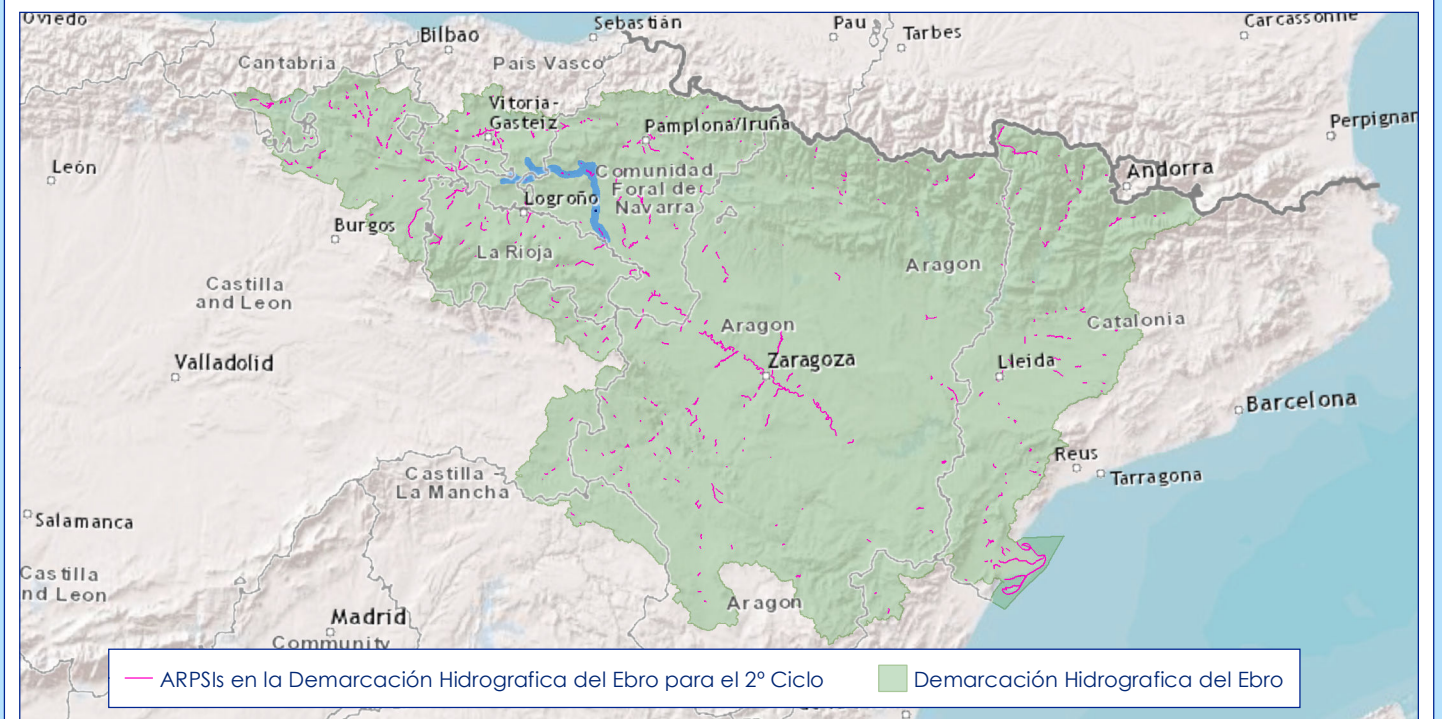 Oviedo
Sebastián
Pau
Carcassonne
Bilbao
Tarbes
Cantabria
País Vasco
Vitoria-
Gasteiz
Pamplona/Iruña
Perpignan
León
Andorra
Comunidad
Foral de
Navarra
Logroño
Burgos
La Rioja
Aragon
Castilla
and Leon
Aragon
Catalonia
Valladolid
Zaragoza
Lleida
Barcelona
Reus
Castilla -
La Mancha
Tarragona
Salamanca
Castilla
nd Leon
Aragon
Madrid
Community
ARPSIs en la Demarcación Hidrografica del Ebro para el 2º Ciclo
Demarcación Hidrografica del Ebro